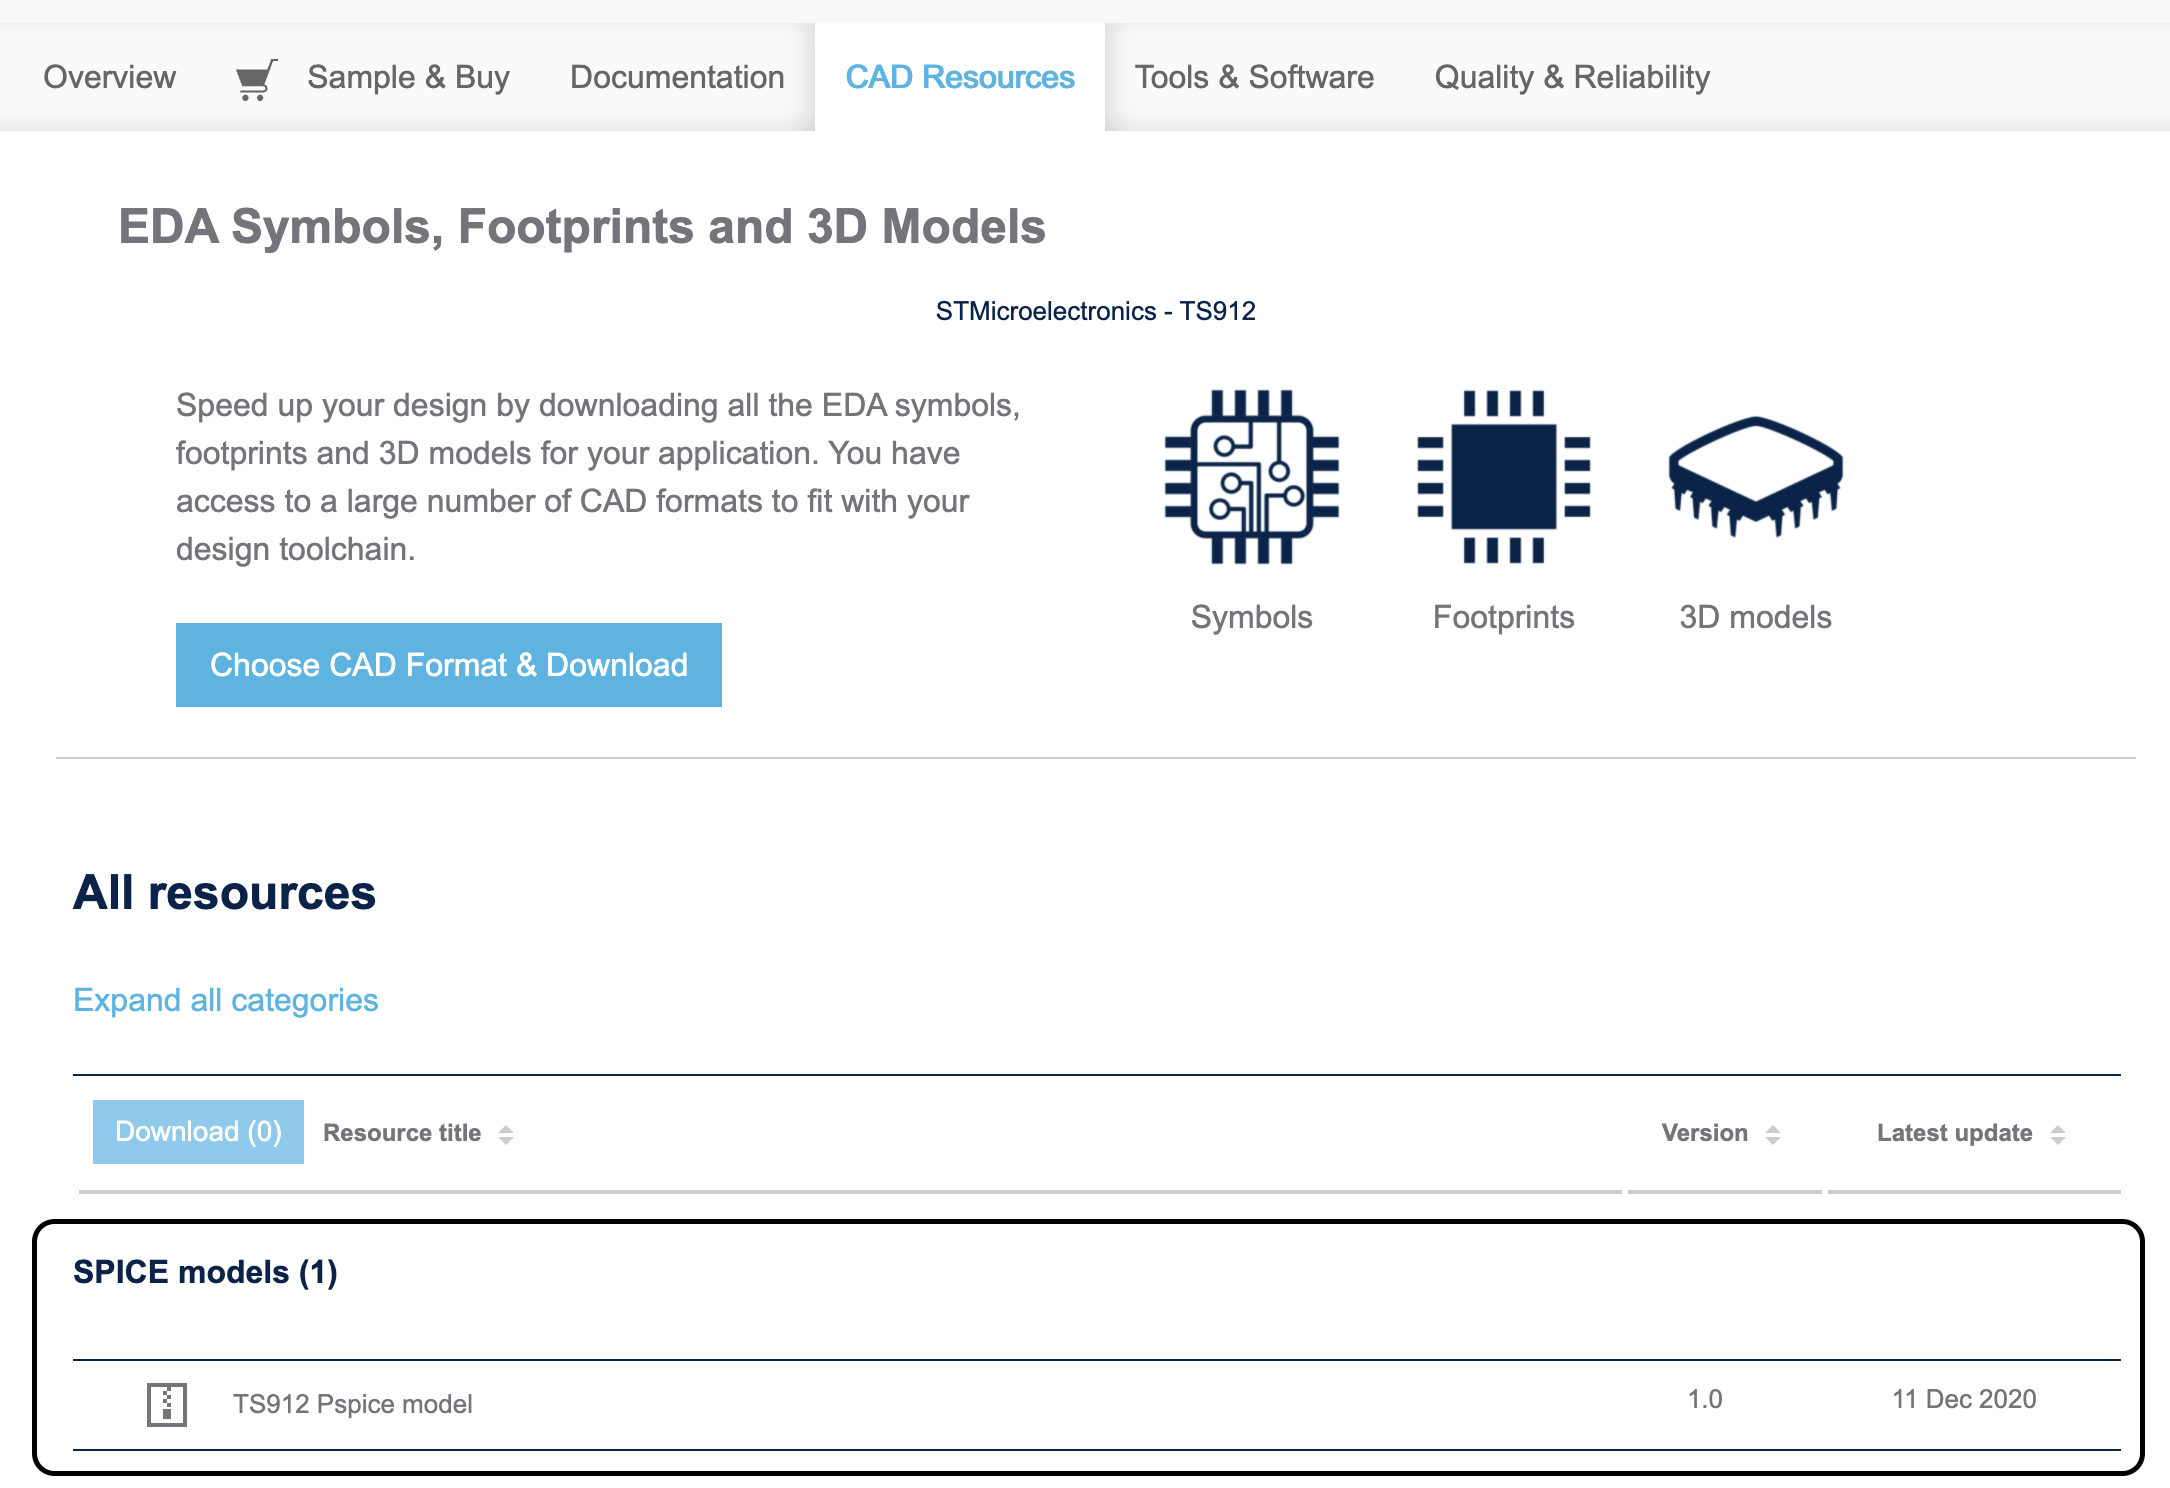 Overview Sample & Buy Documentation CAD Resources Tools & Software Quality & Reliability
EDA Symbols, Footprints and 3D Models
STMicroelectronics - TS912
Speed up your design by downloading all the EDA symbols,
footprints and 3D models for your application. You have
access to a large number of CAD formats to fit with your
design toolchain.
Choose CAD Format & Download
Symbols Footprints 3D models
All resources
Expand all categories
Download (0) Resource title Version Latest update
SPICE models (1)
TS912 Pspice model 1.0 11 Dec 2020